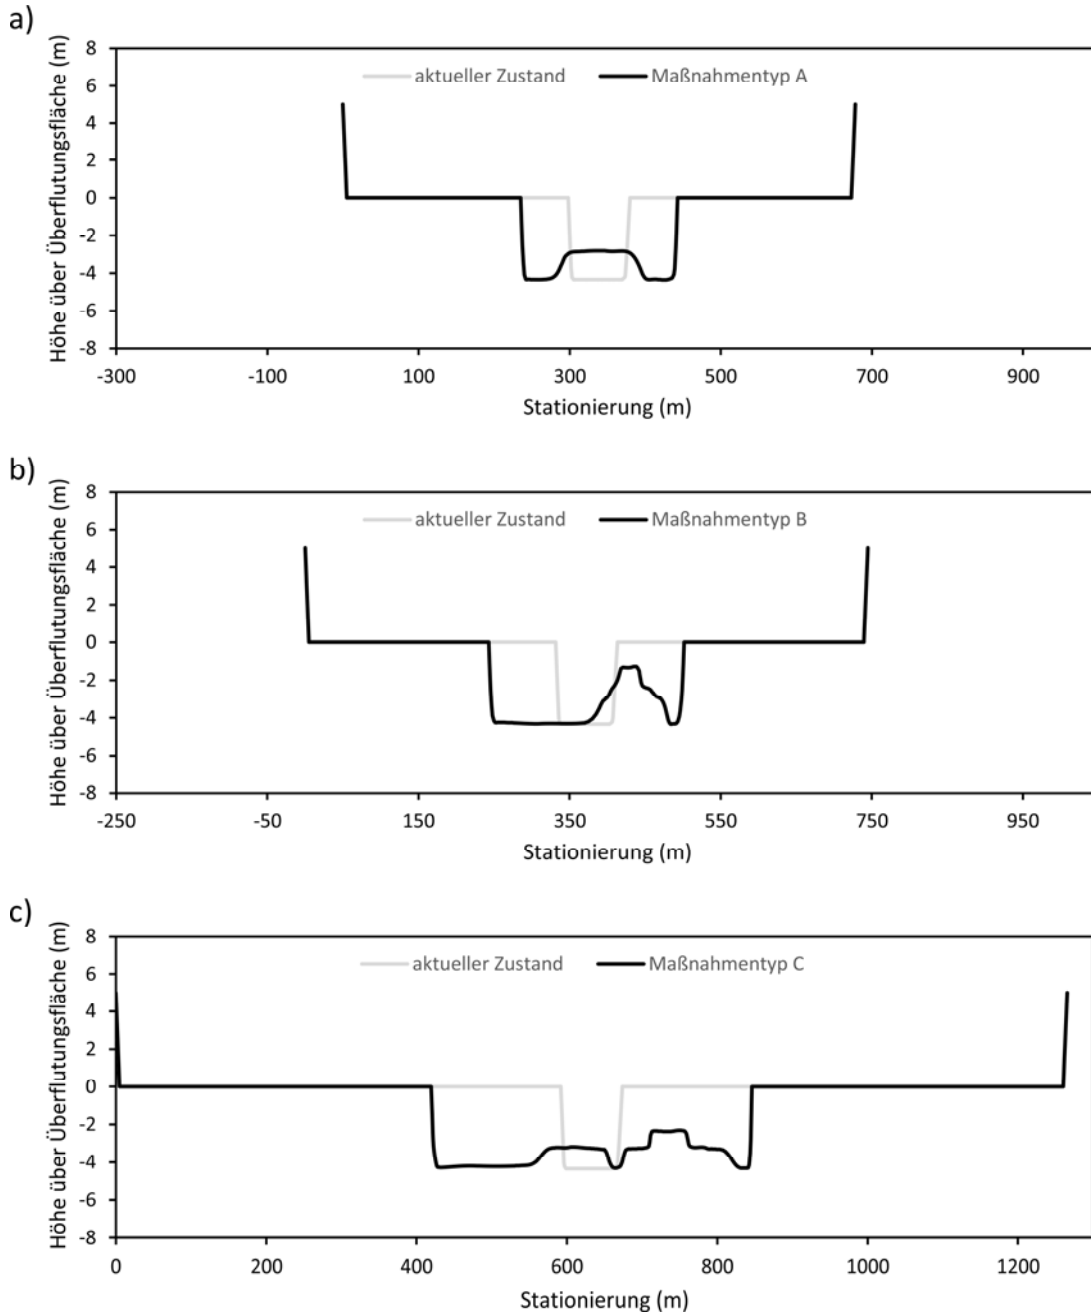 a)
Höhe über Überflutungsfläche (m)
8
6
4
2
0
-2
-4
-6
-8
aktueller Zustand
Maßnahmentyp A
-300 -100 100 300 500 700 900
Stationierung (m)
b)
Höhe über Überflutungsfläche (m)
8
6
4
2
0
-2
-4
-6
-8
aktueller Zustand
Maßnahmentyp B
-250 -50 150 350 550 750 950
Stationierung (m)
c)
Höhe über Überflutungsfläche (m)
8
6
4
2
0
-2
-4
-6
-8
aktueller Zustand
Maßnahmentyp C
0 200 400 600 800 1000 1200
Stationierung (m)